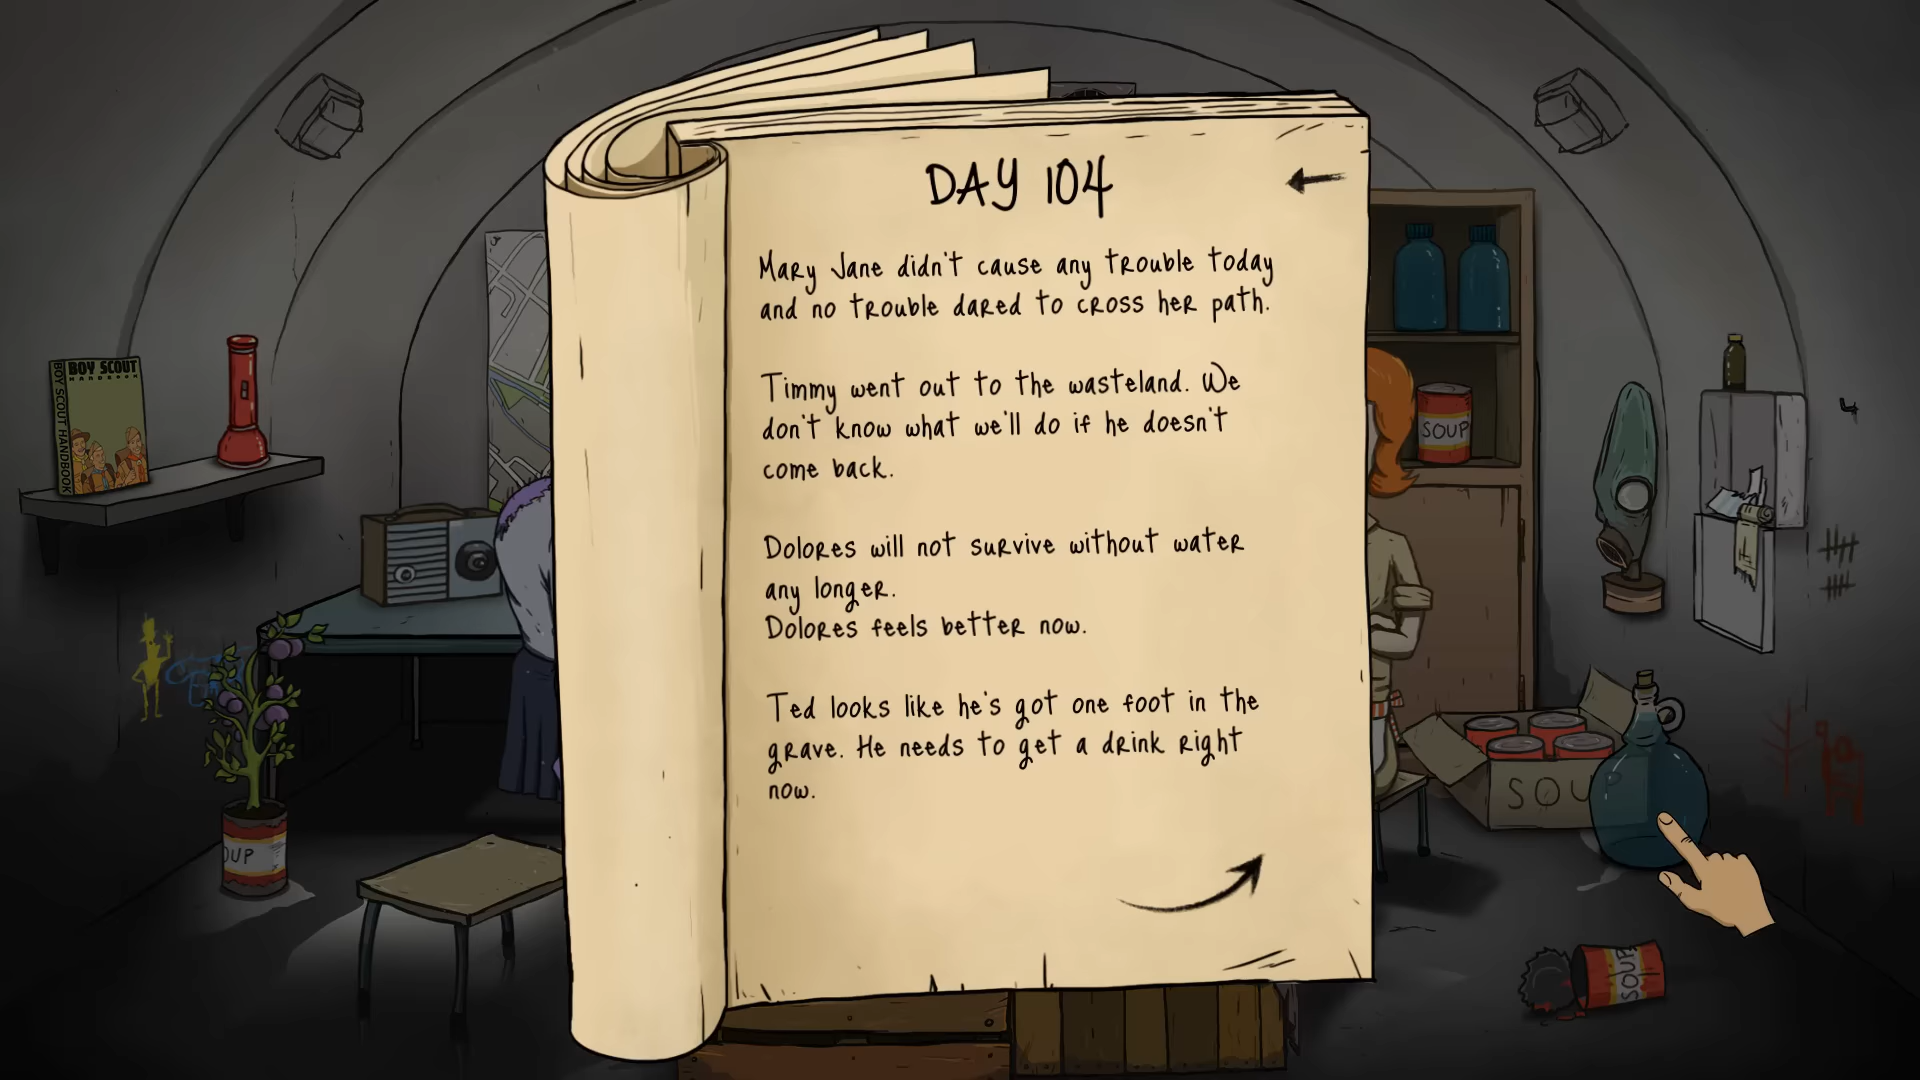 DAY 104
Mary Jane didn't cause any trouble today
and no trouble dared to cross her path.
Timmy went out to the wasteland. We
don't know what we'll do if he doesn't
come back.
Dolores will not survive without water
any longer.
Dolores feels better now.
Ted looks like he's got one foot in the
grave. He needs to get a drink right
now.
BOY SCOUT
HANDBOOK
BOY SCOUT HANDBOOK
SOUP
OUP
SOU
SOUP